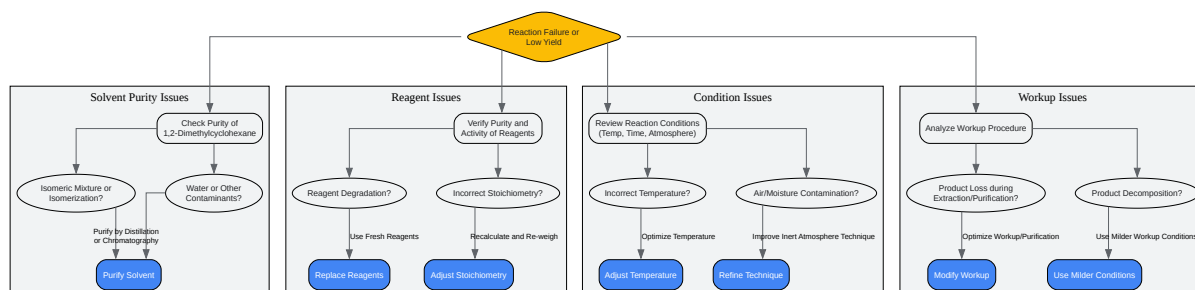 Reaction Failure or
Low Yield
Solvent Purity Issues
Check Purity of
1,2-Dimethylcyclohexane
Isomeric Mixture or
Isomerization?
Water or Other
Contaminants?
Purify by Distillation
or Chromatography
Purify Solvent
Reagent Issues
Verify Purity and
Activity of Reagents
Reagent Degradation?
Incorrect Stoichiometry?
Use Fresh Reagents
Recalculate and Re-weigh
Replace Reagents
Adjust Stoichiometry
Condition Issues
Review Reaction Conditions
(Temp, Time, Atmosphere)
Incorrect Temperature?
Air/Moisture Contamination?
Optimize Temperature
Improve Inert Atmosphere Technique
Adjust Temperature
Refine Technique
Workup Issues
Analyze Workup Procedure
Product Loss during
Extraction/Purification?
Product Decomposition?
Optimize Workup/Purification
Use Milder Workup Conditions
Modify Workup
Use Milder Conditions